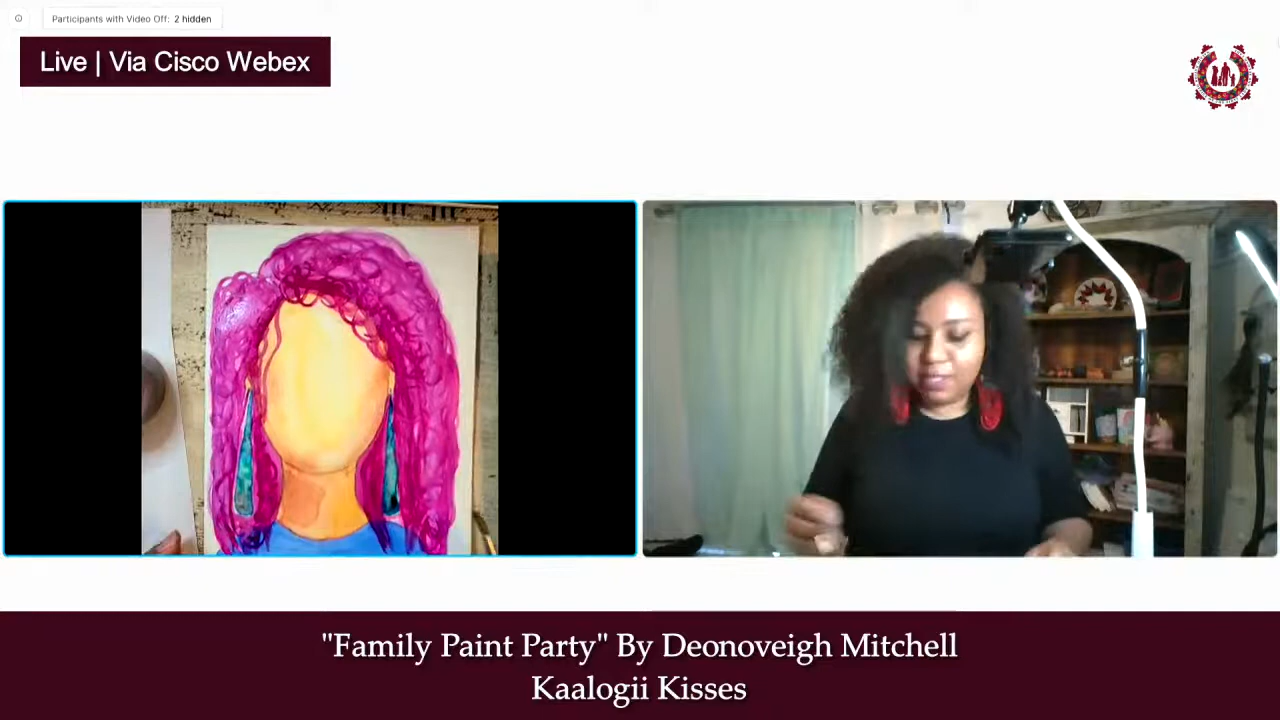 Participants with Video Off: 2 hidden
Live | Via Cisco Webex
"Family Paint Party" By Deonoveigh Mitchell
Kaalogii Kisses